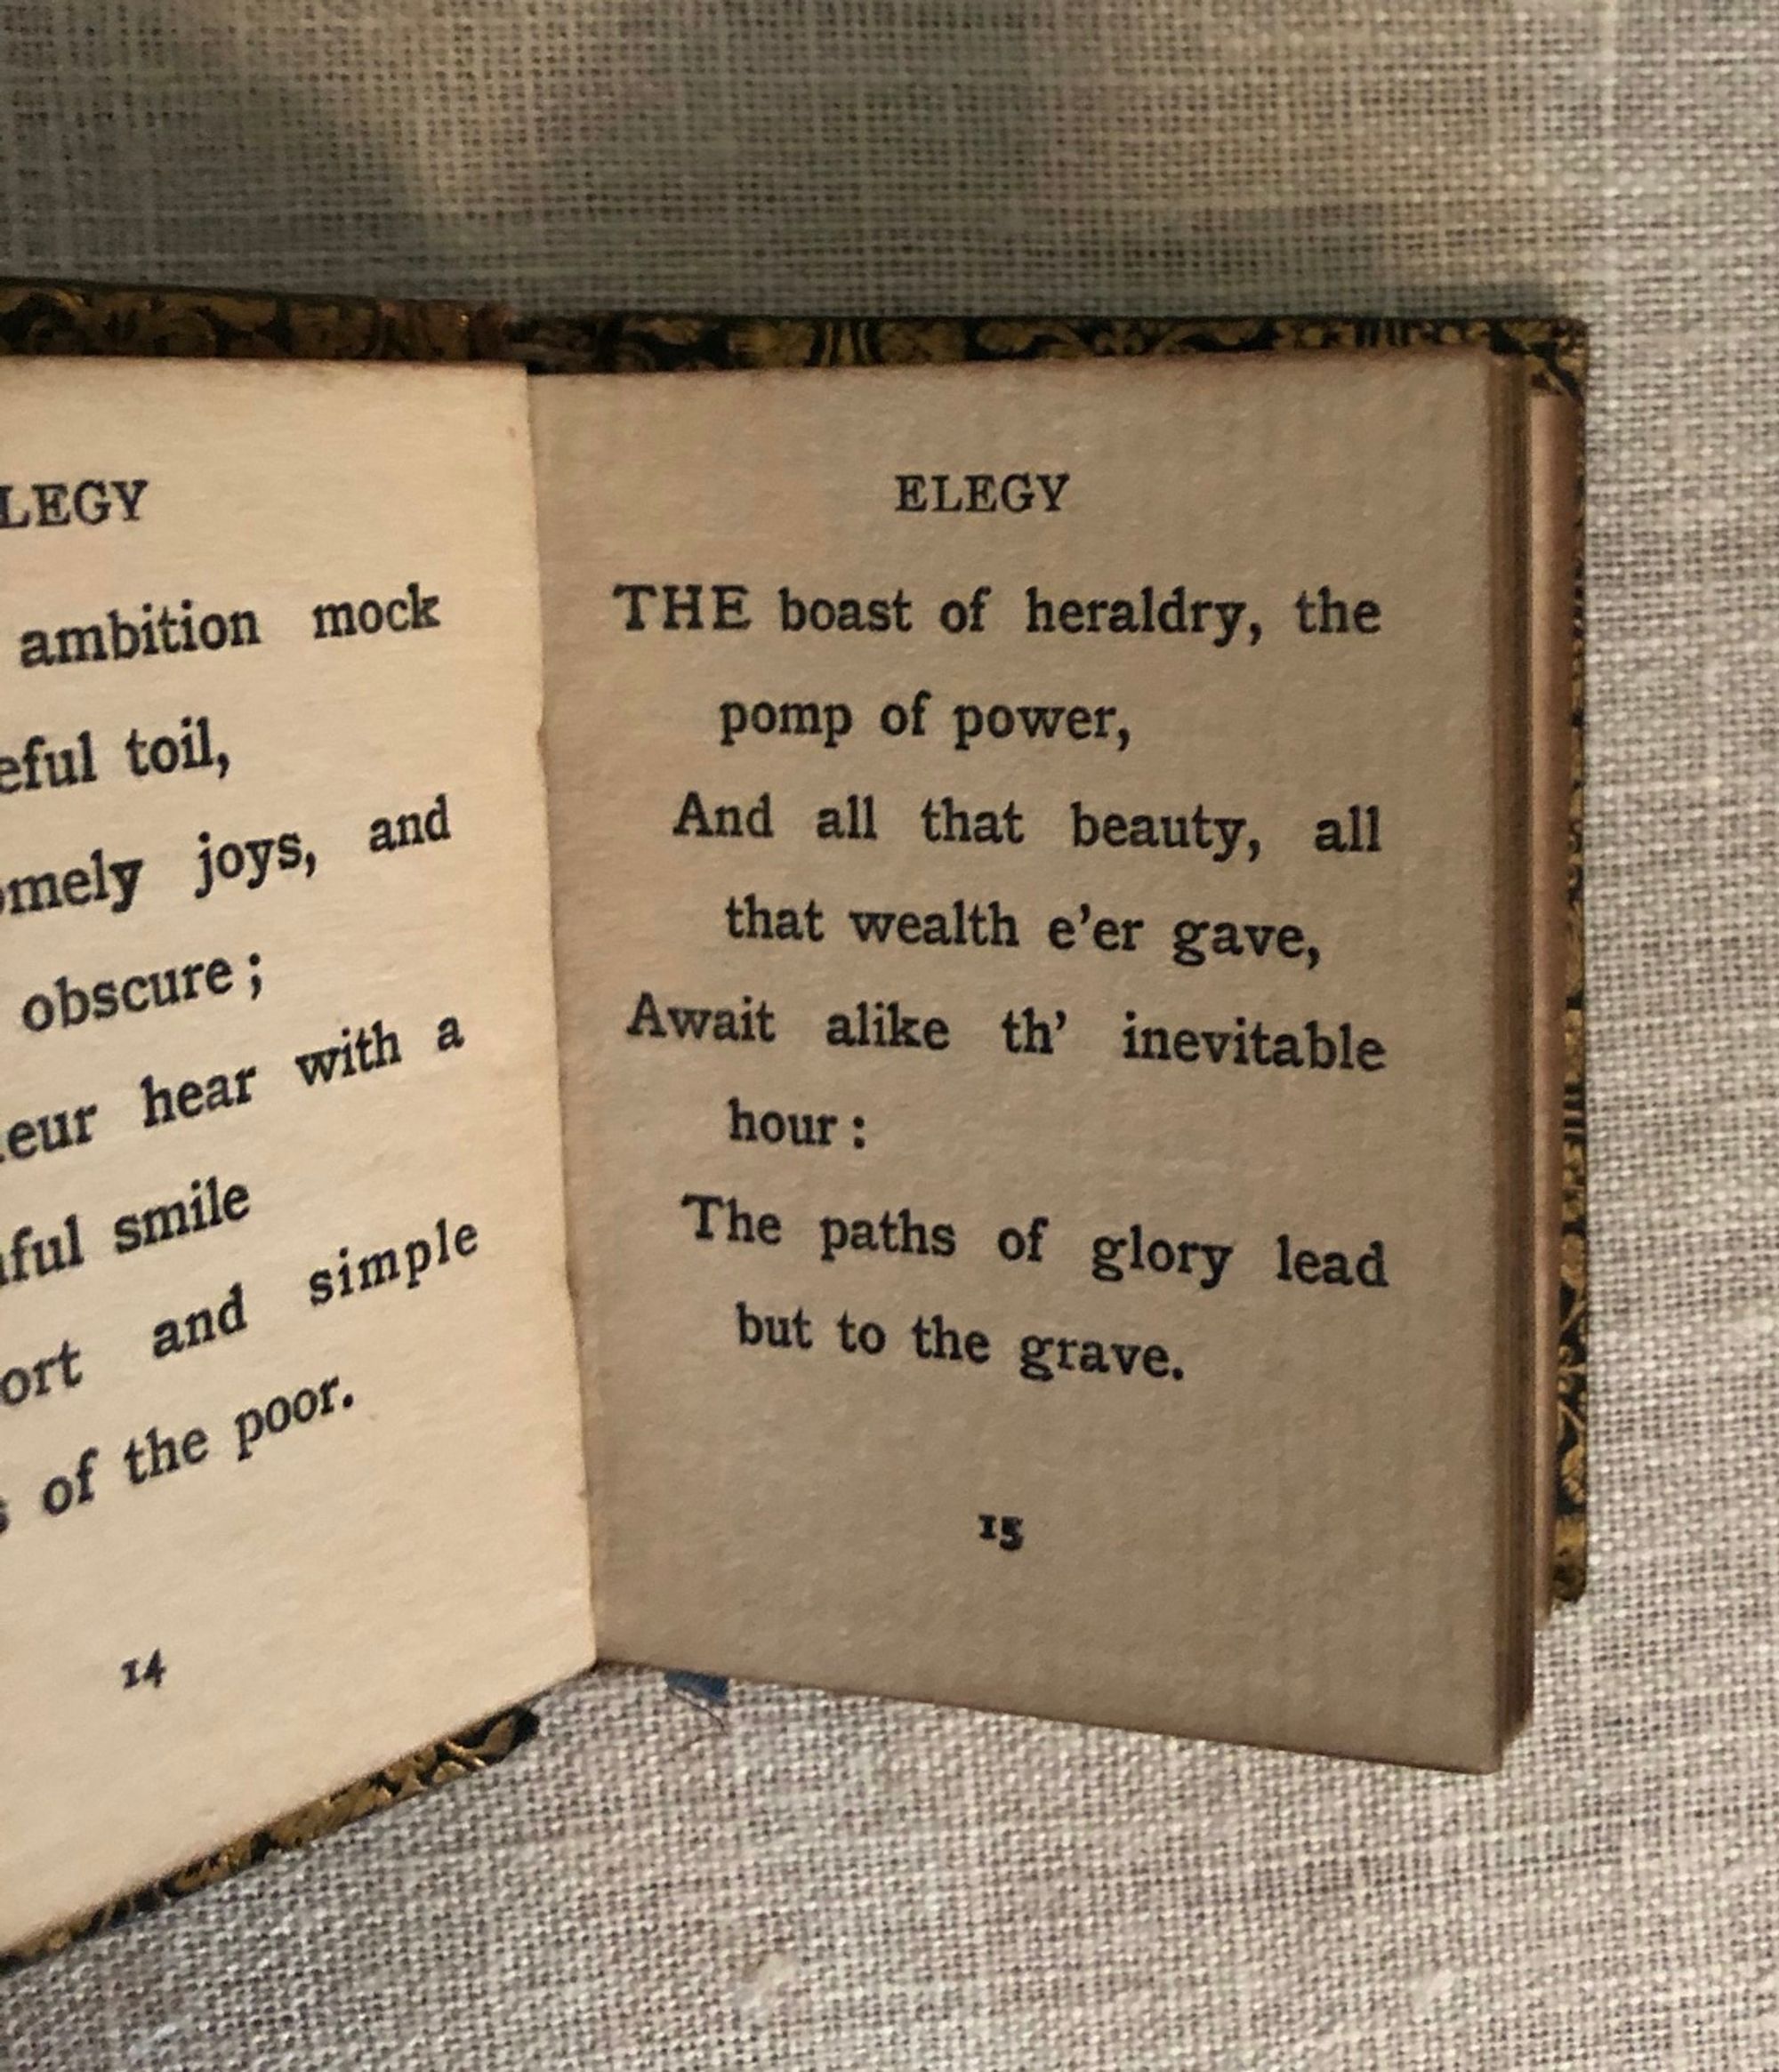 LEGY
ambition mock
eful toil,
omely joys, and
obscure;
eur hear with a
ful smile
ort and simple
s of the poor.
14
ELEGY
THE boast of heraldry, the
pomp of power,
And all that beauty, all
that wealth e'er gave,
Await alike th' inevitable
hour:
The paths of glory lead
but to the grave.
15